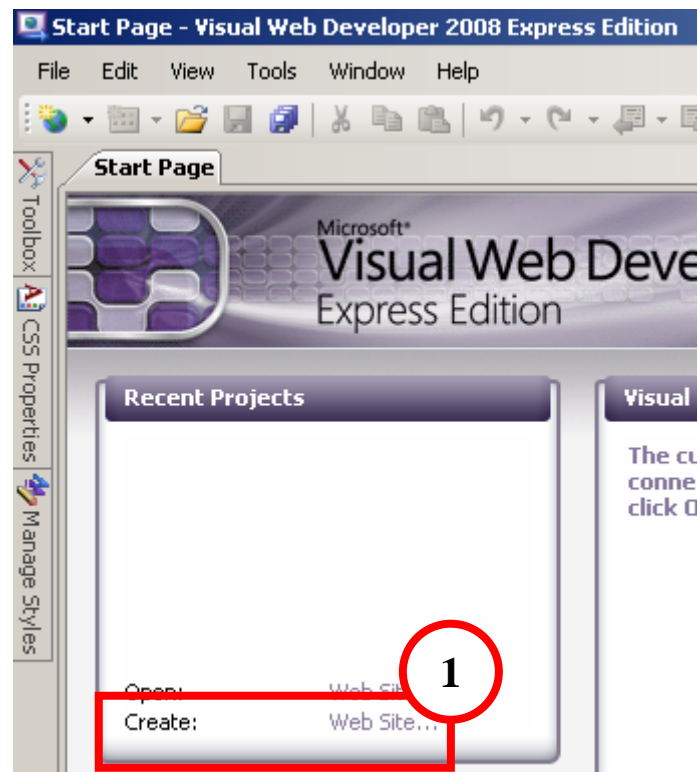 Start Page - Visual Web Developer 2008 Express Edition
File Edit View Tools Window Help
Start Page
Toolbox
CSS Properties
Manage Styles
Microsoft®
Visual Web Deve
Express Edition
Recent Projects
Visual
The cu
conne
click O
Open: Web Sit
1
Create: Web Site...